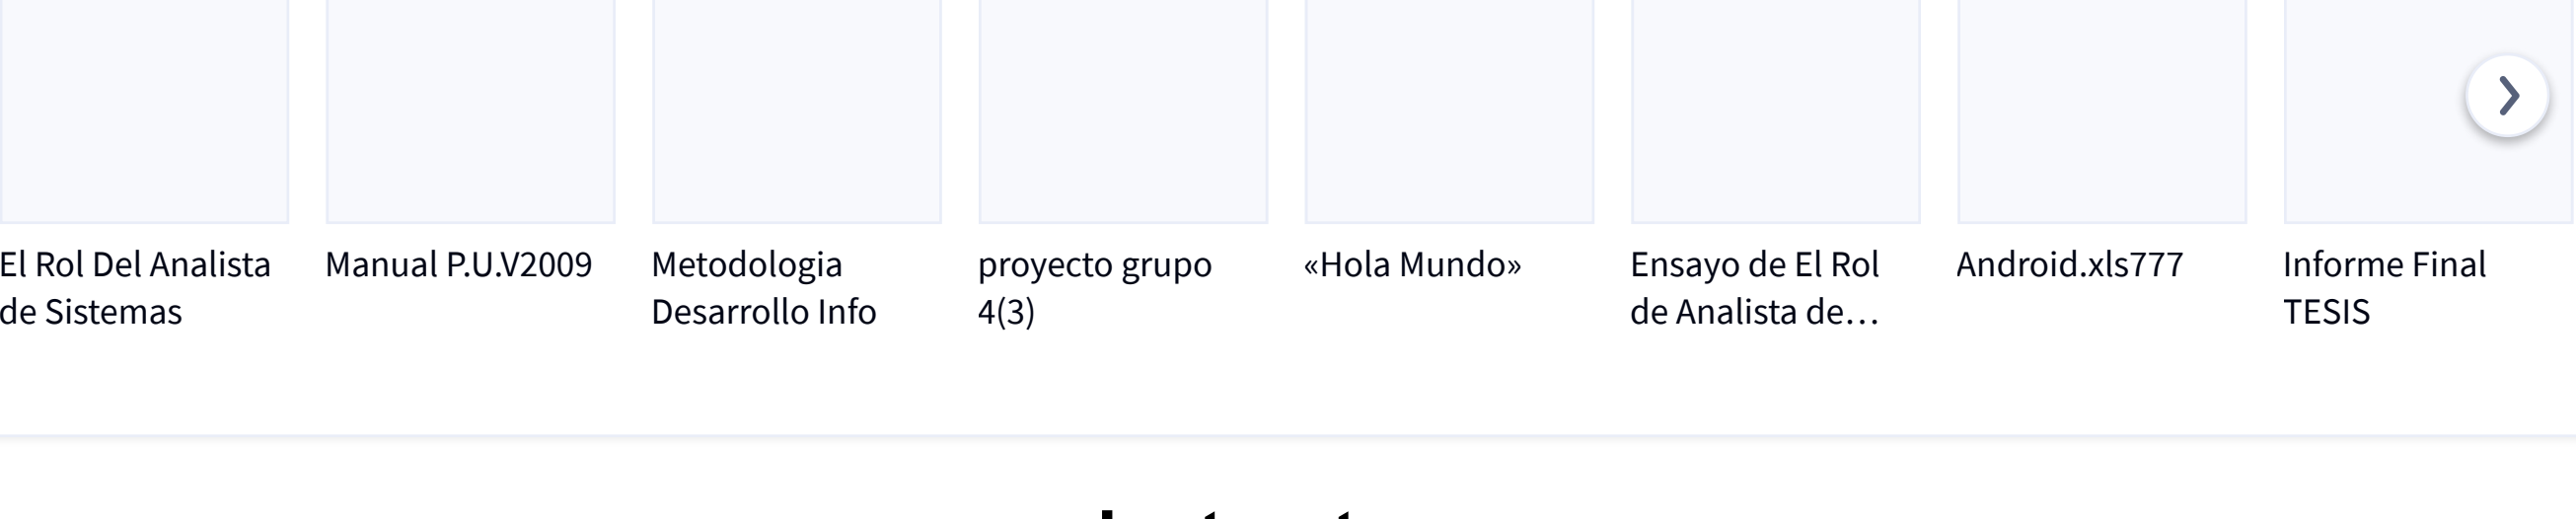 El Rol Del Analista
de Sistemas
Manual P.U.V2009
Metodologia
Desarrollo Info
proyecto grupo
4(3)
«Hola Mundo»
Ensayo de El Rol
de Analista de…
Android.xls777
Informe Final
TESIS